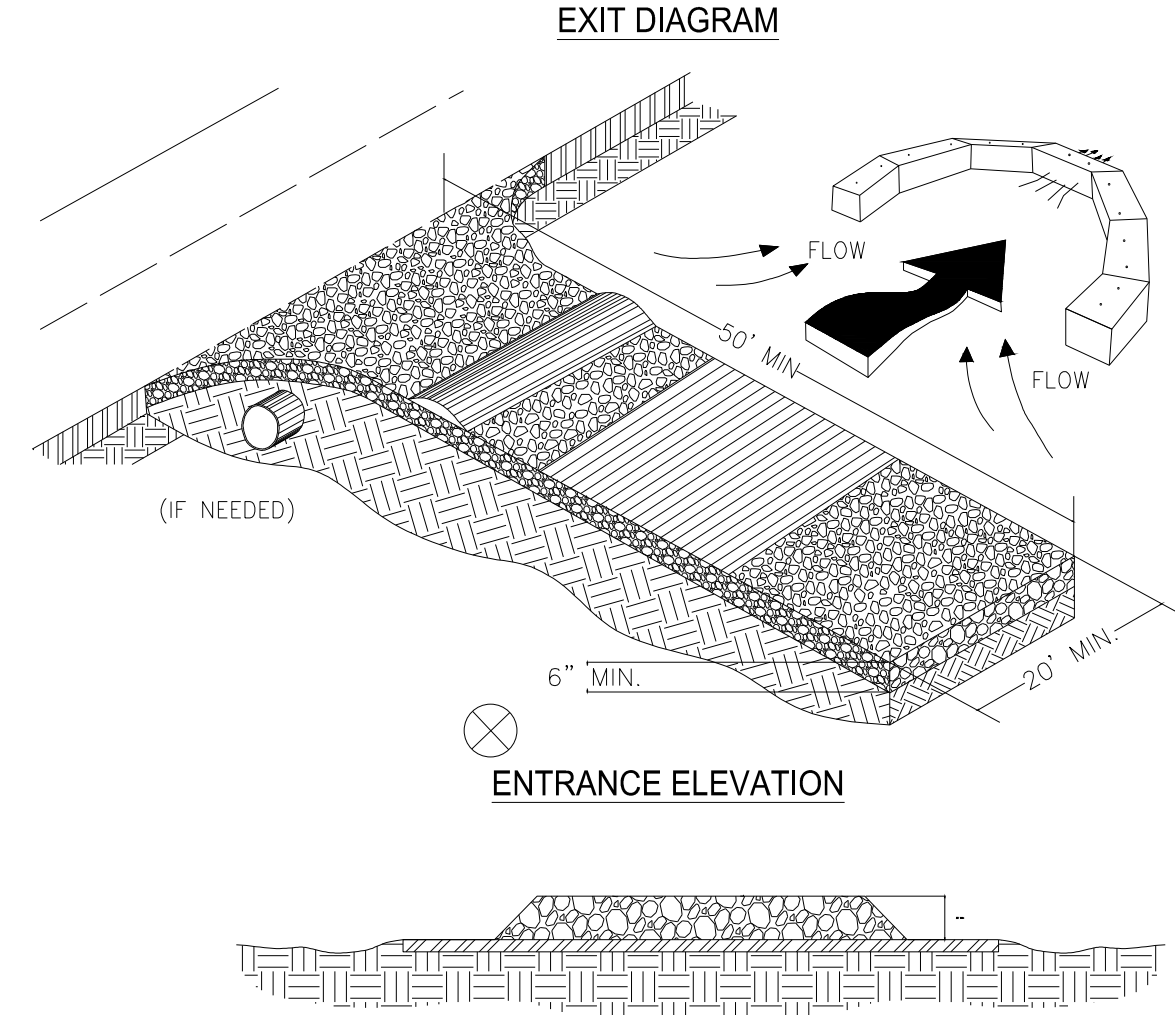 EXIT DIAGRAM
FLOW
50' MIN
FLOW
(IF NEEDED)
20' MIN.
6" MIN.
ENTRANCE ELEVATION
--